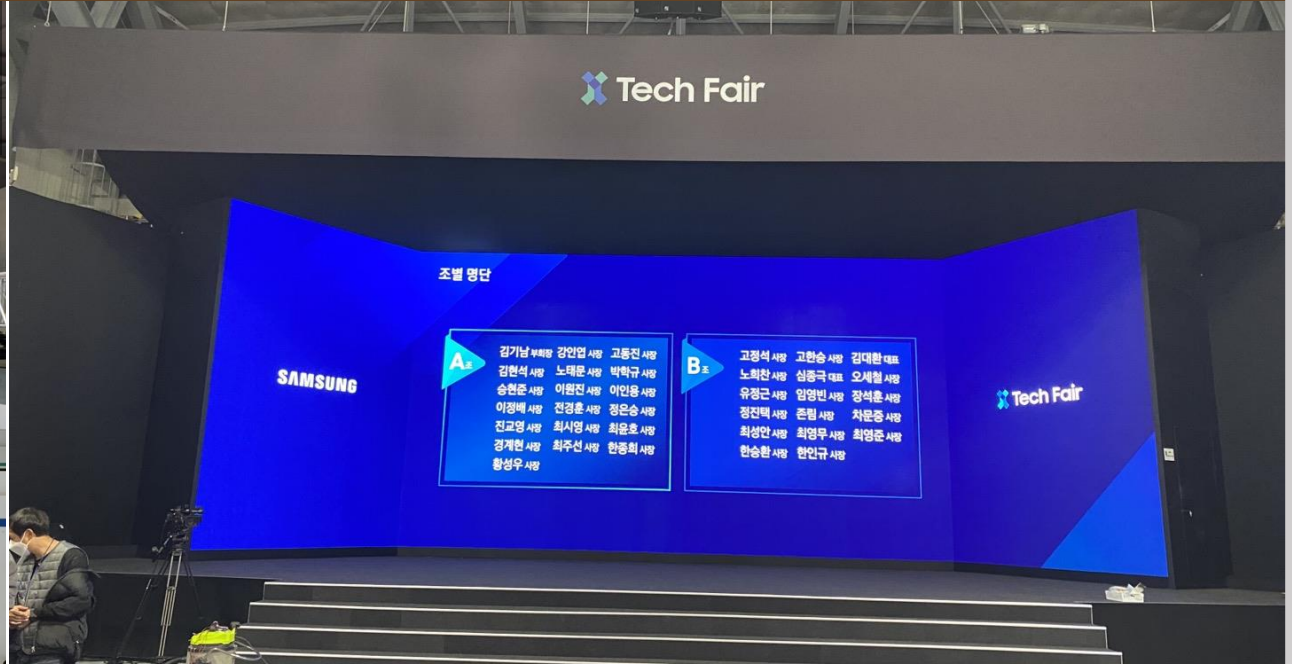 Tech Fair
조별 명단
SAMSUNG
A조
김기남 부회장 강인엽 사장 고동진 사장
김현석 사장 노태문 사장 박학규 사장
승현준 사장 이원진 사장 이인용 사장
이정배 사장 전경훈 사장 정은승 사장
진교영 사장 최시영 사장 최윤호 사장
경계현 사장 최주선 사장 한종희 사장
황성우 사장
B조
고정석 사장 고한승 사장 김대환 대표
노희찬 사장 심종극 대표 오세철 사장
유정근 사장 임영빈 사장 장석훈 사장
정진택 사장 존림 사장 차문중 사장
최성안 사장 최영무 사장 최영준 사장
한승환 사장 한인규 사장
Tech Fair